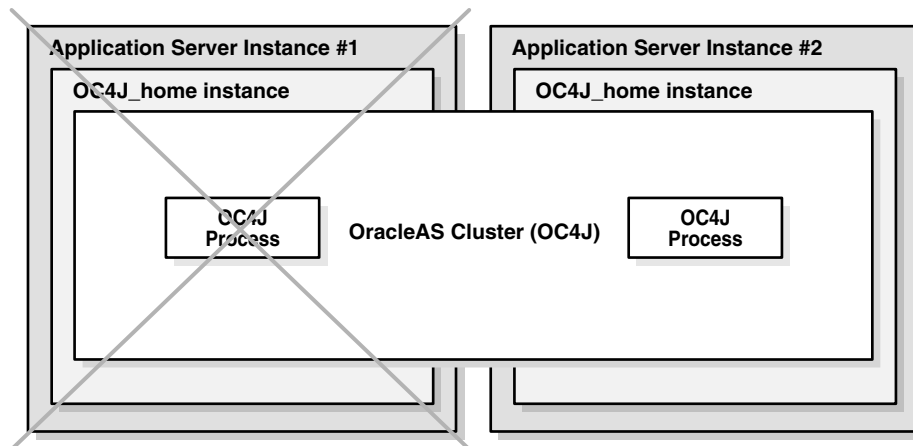 Application Server Instance #1
Application Server Instance #2
OC4J_home instance
OC4J_home instance
OC4J
Process
OracleAS Cluster (OC4J)
OC4J
Process